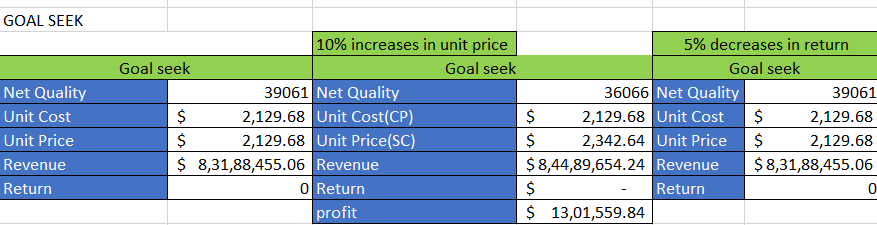 GOAL SEEK
10% increases in unit price 5% decreases in return
Goal seek Goal seek Goal seek
Net Quality 39061 Net Quality 36066 Net Quality 39061
Unit Cost $ 2,129.68 Unit Cost(CP) $ 2,129.68 Unit Cost $ 2,129.68
Unit Price $ 2,129.68 Unit Price(SC) $ 2,342.64 Unit Price $ 2,129.68
Revenue $ 8,31,88,455.06 Revenue $ 8,44,89,654.24 Revenue $ 8,31,88,455.06
Return 0 Return $ - Return 0
profit $ 13,01,559.84